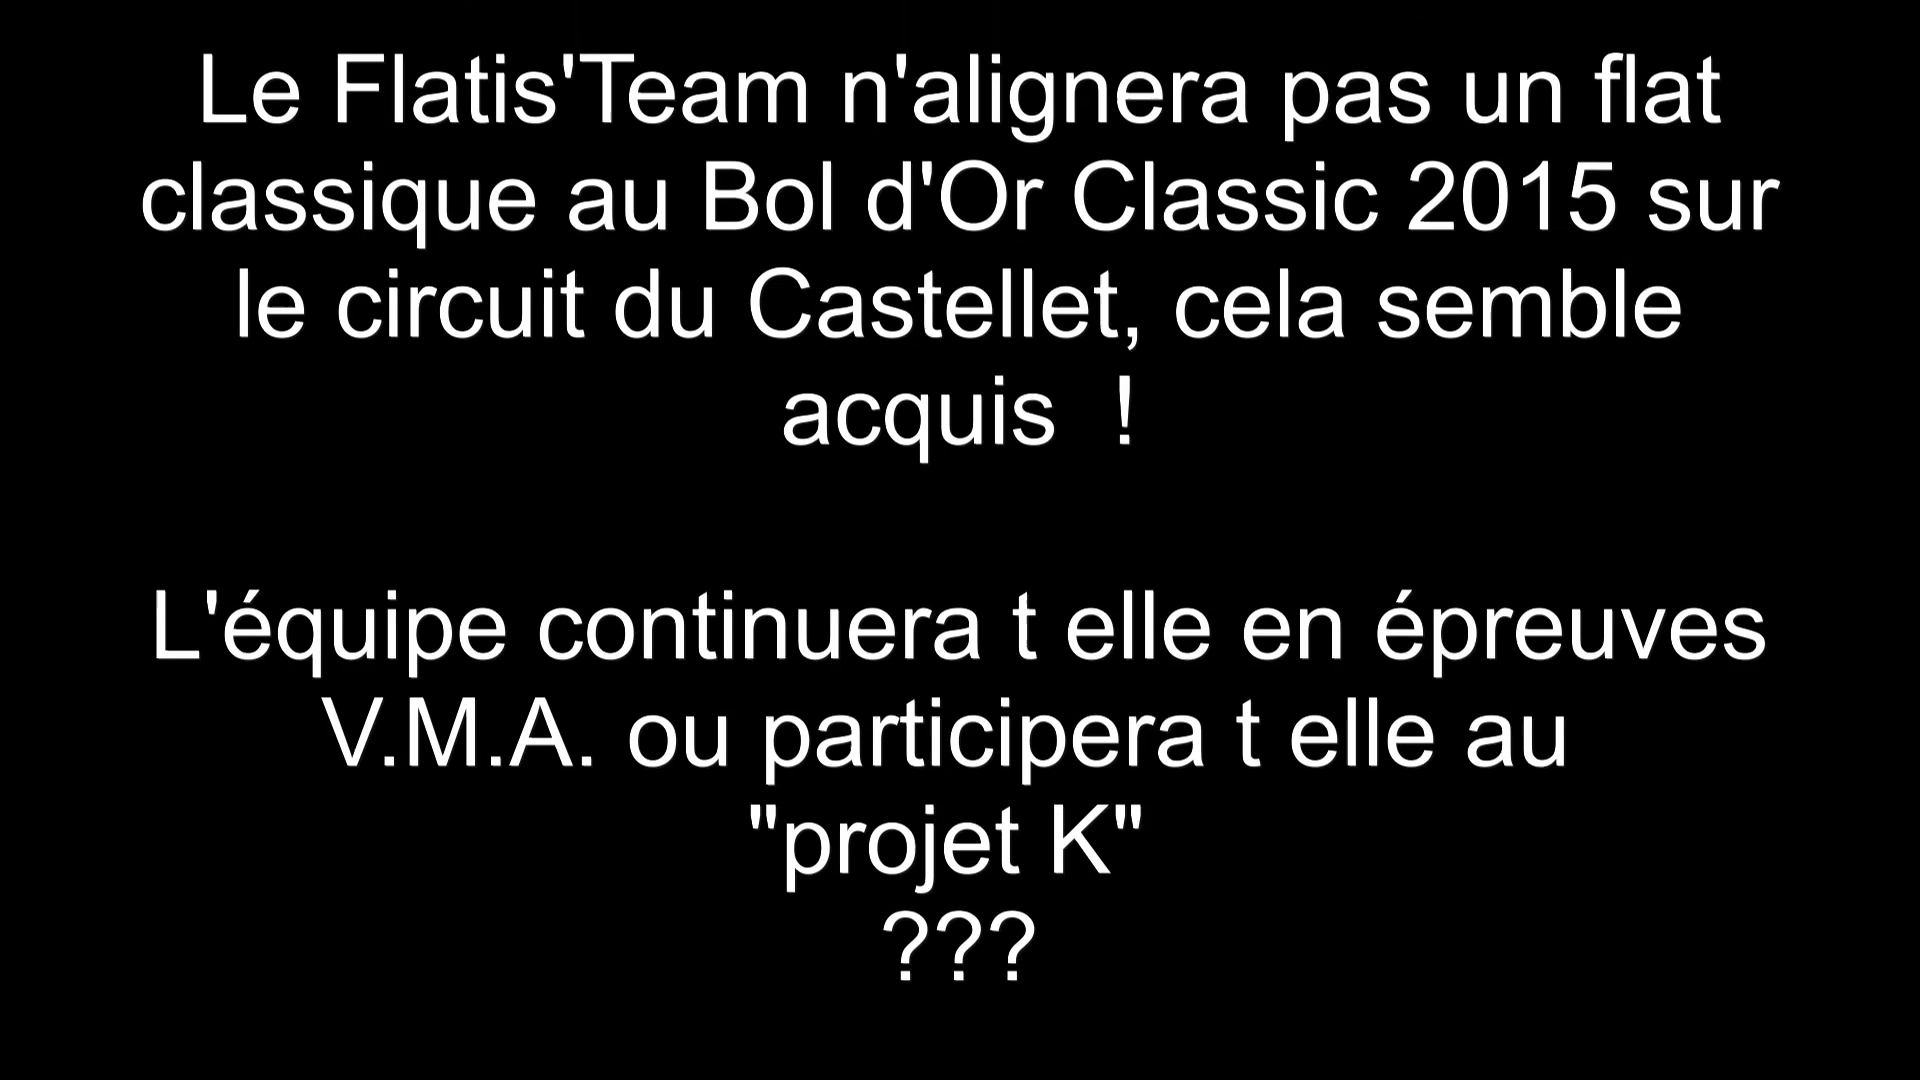 Le Flatis'Team n'alignera pas un flat
classique au Bol d'Or Classic 2015 sur
le circuit du Castellet, cela semble
acquis  !
L'équipe continuera t elle en épreuves
V.M.A. ou participera t elle au
"projet K"
???